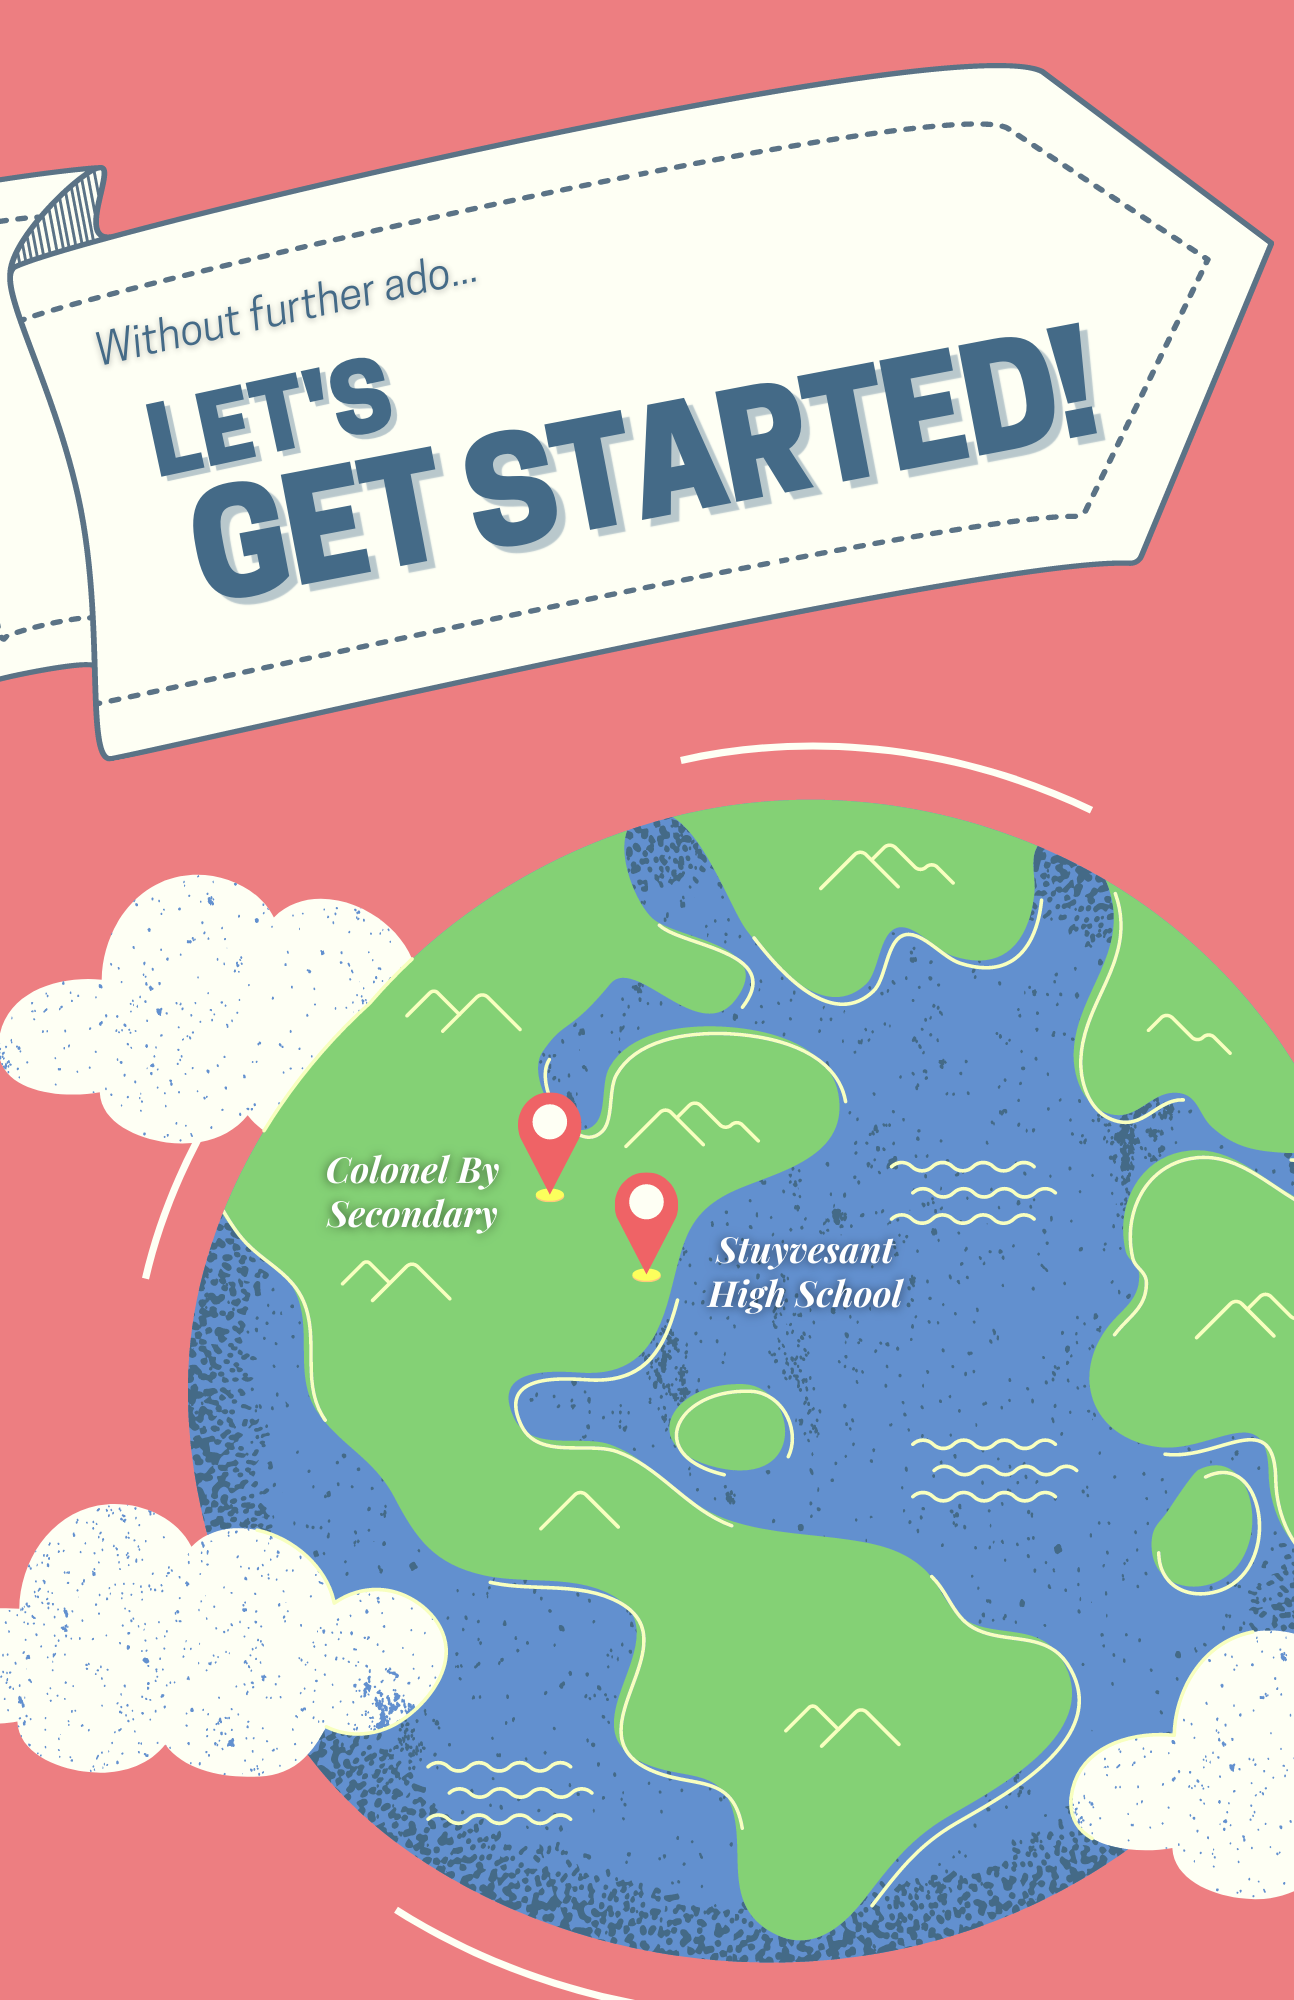 Without further ado...
LET'S
GET STARTED!
Colonel By
Secondary
Stuyvesant
High School